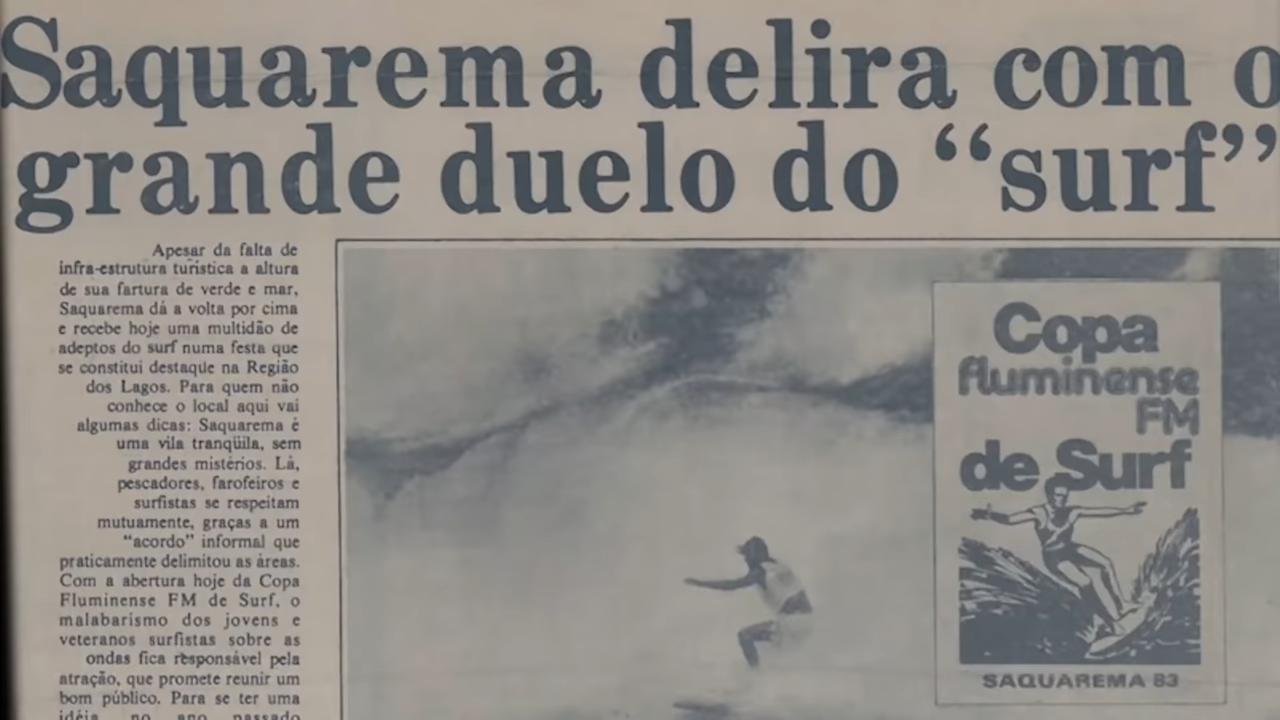 Saquarema delira com o
grande duelo do “surf”
Apesar da falta de
infra-estrutura turística a altura
de sua fartura de verde e mar,
Saquarema dá a volta por cima
e recebe hoje uma multidão de
adeptos do surf numa festa que
se constitui destaque na Região
dos Lagos. Para quem não
conhece o local aqui vai
algumas dicas: Saquarema é
uma vila tranqüila, sem
grandes mistérios. Lá,
pescadores, farofeiros e
surfistas se respeitam
mutuamente, graças a um
“acordo” informal que
praticamente delimitou as áreas.
Com a abertura hoje da Copa
Fluminense FM de Surf, o
malabarismo dos jovens e
veteranos surfistas sobre as
ondas fica responsável pela
atração, que promete reunir um
bom público. Para se ter uma
idéia, no ano passado
Copa
fluminense
FM
de Surf
SAQUAREMA 83